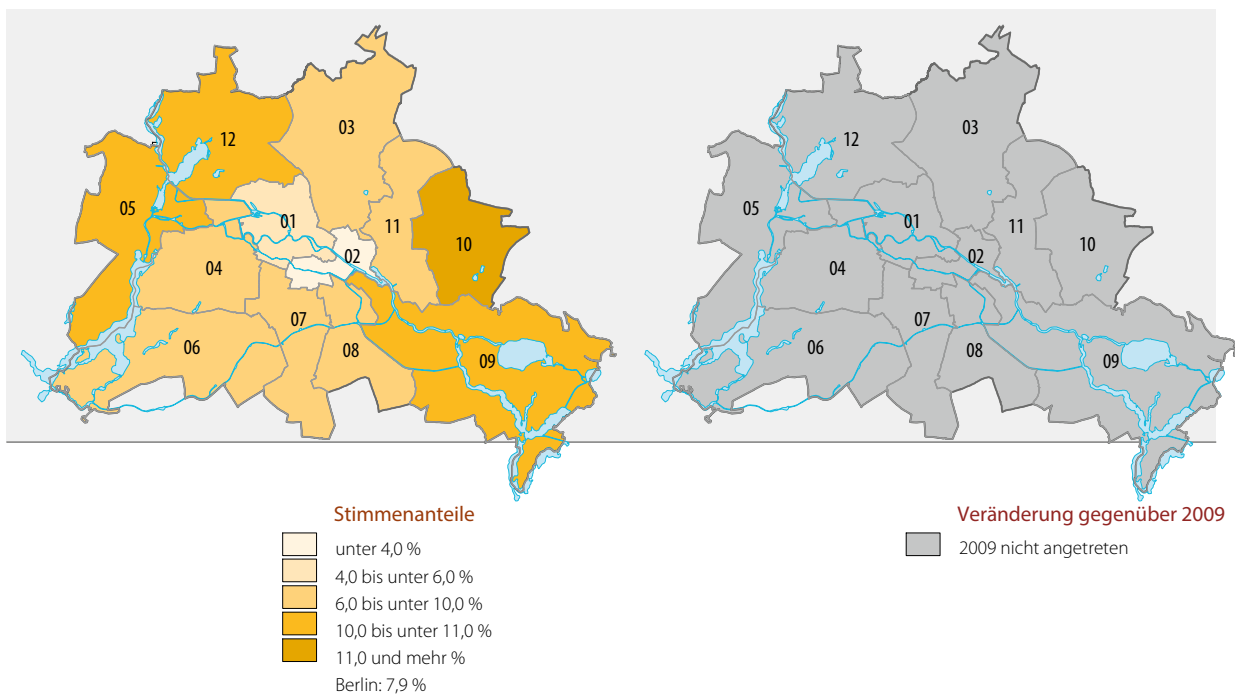 03
12
05
01
11
02
10
04
07
06
08
09
03
12
05
01
11
02
10
04
07
06
08
09
Stimmenanteile
unter 4,0 %
4,0 bis unter 6,0 %
6,0 bis unter 10,0 %
10,0 bis unter 11,0 %
11,0 und mehr %
Berlin: 7,9 %
Veränderung gegenüber 2009
2009 nicht angetreten